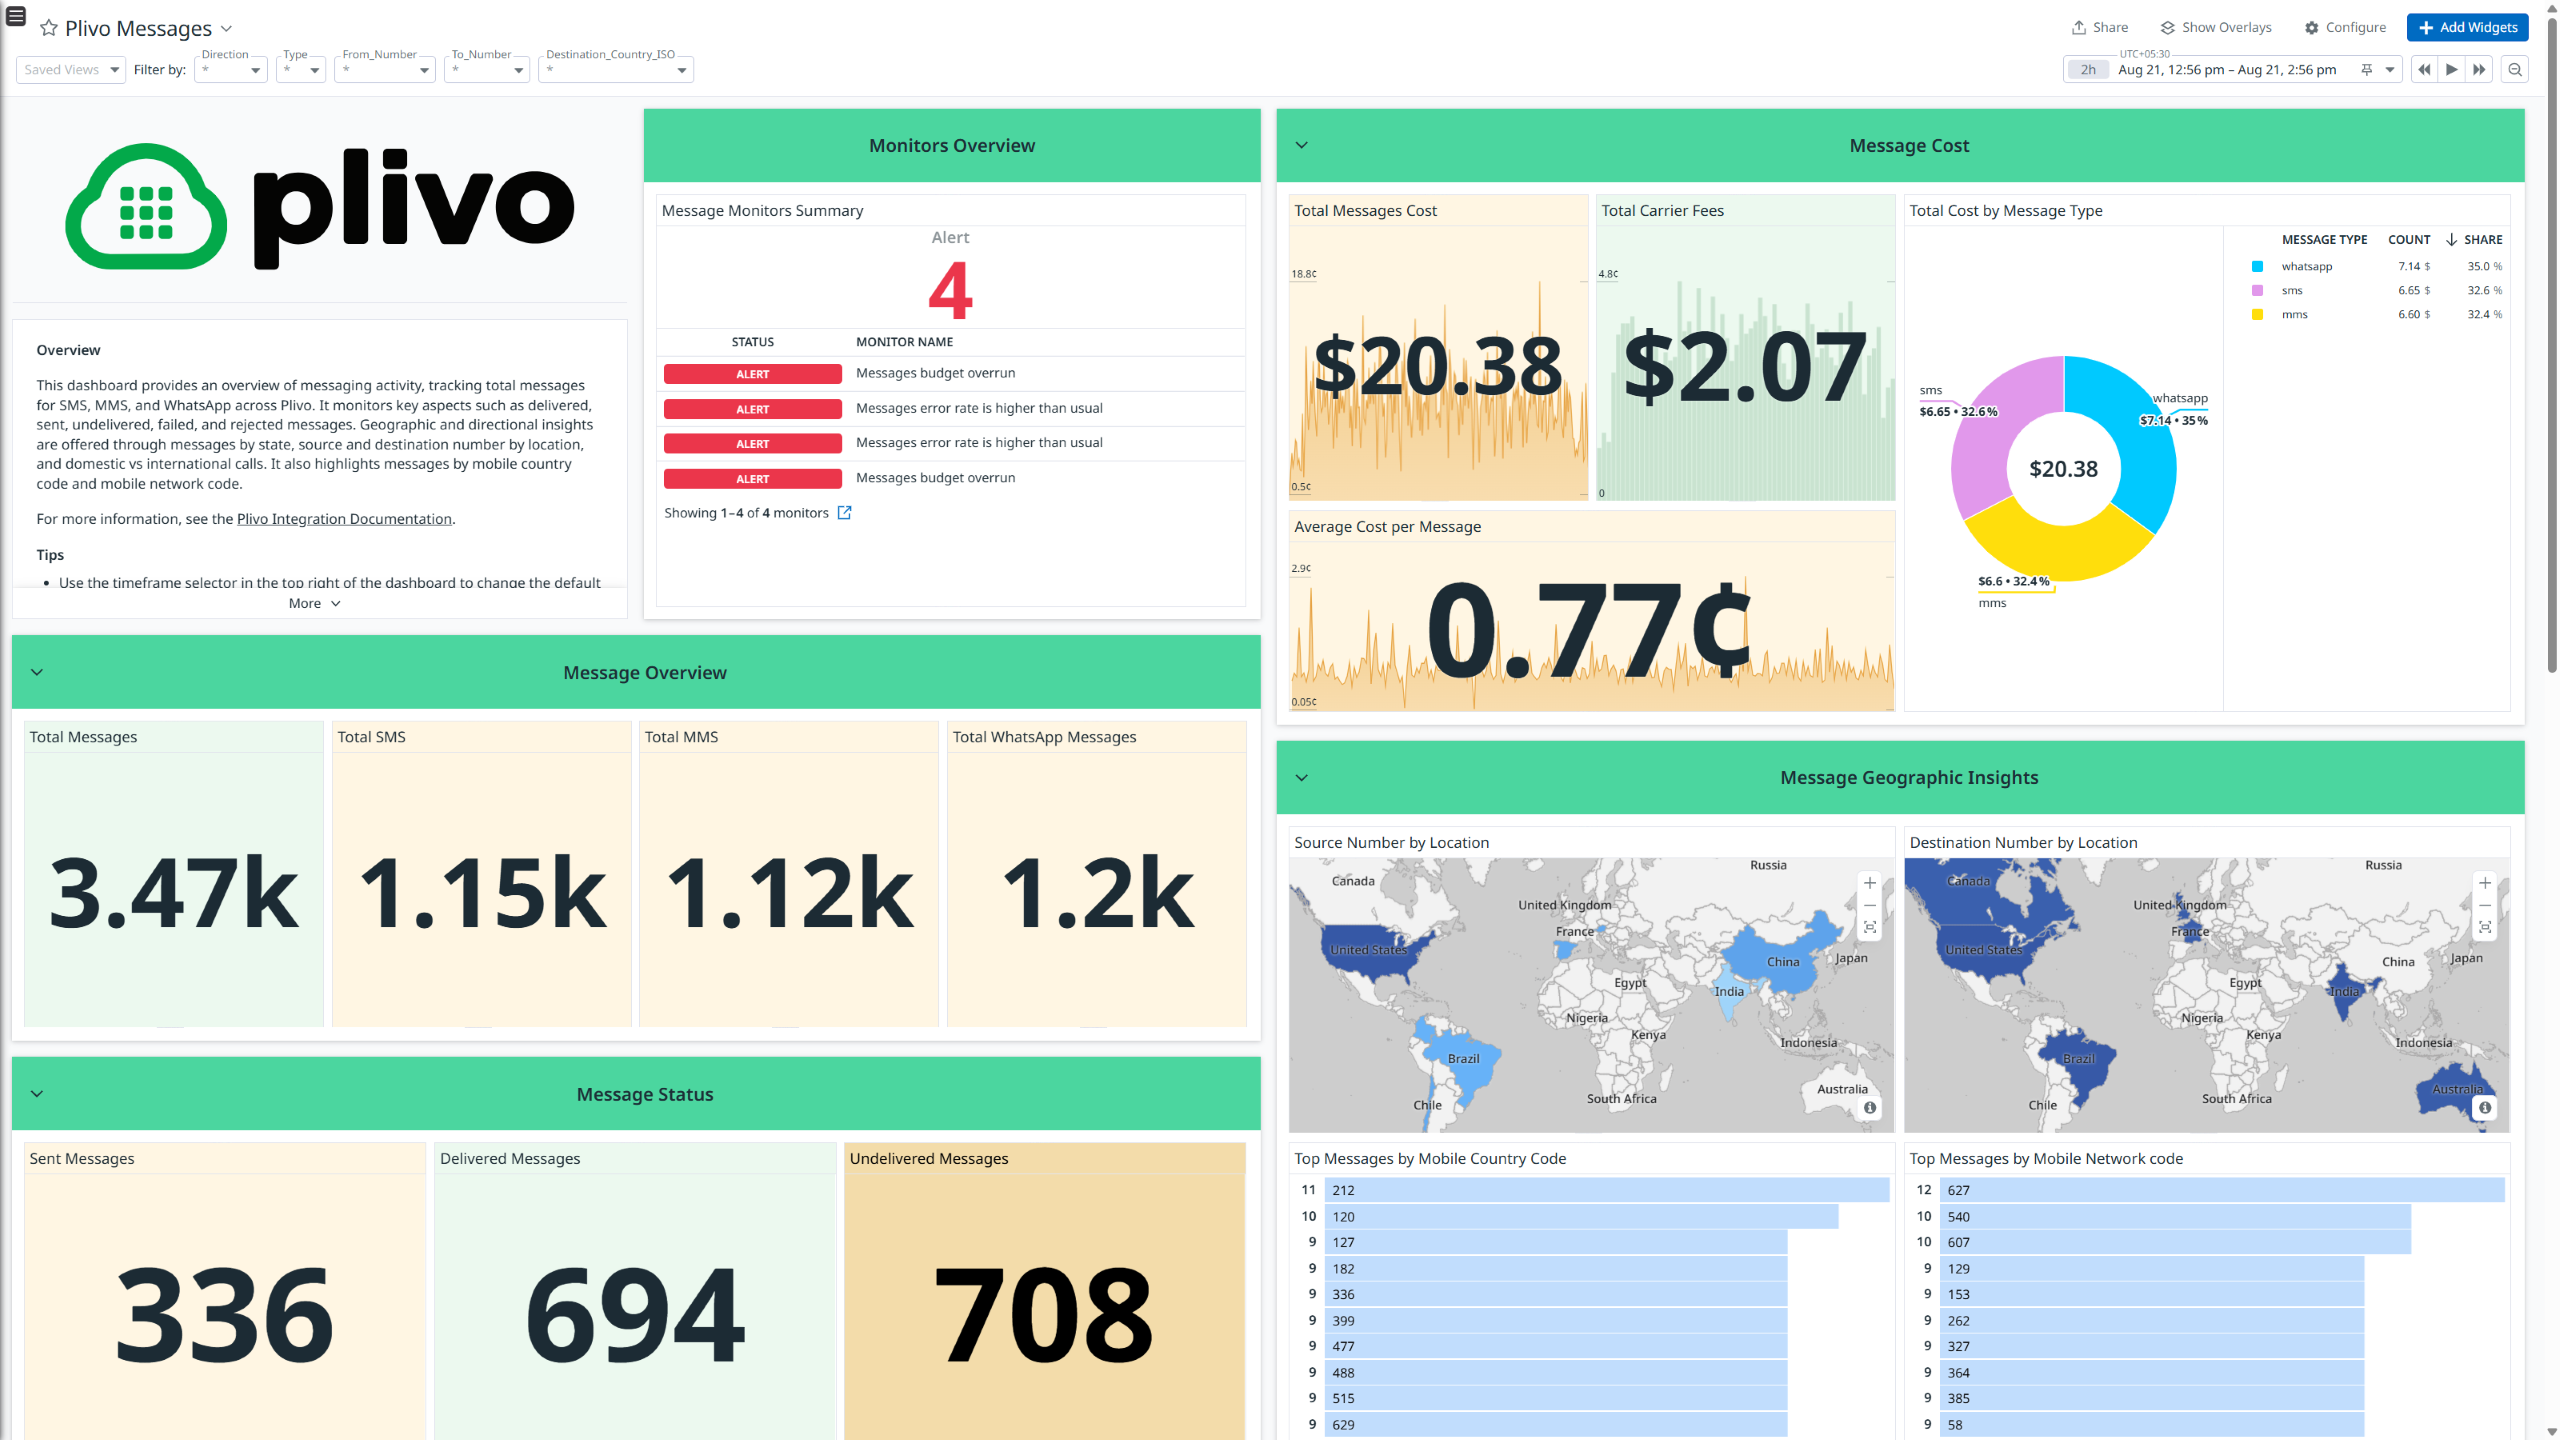 Plivo Messages
Share
Show Overlays
Configure
Add Widgets
Saved Views
Filter by:
Direction
*
Type
*
From_Number
*
To_Number
*
Destination_Country_ISO
*
UTC+05:30
2h
Aug 21, 12:56 pm – Aug 21, 2:56 pm
plivo
Overview
This dashboard provides an overview of messaging activity, tracking total messages
for SMS, MMS, and WhatsApp across Plivo. It monitors key aspects such as delivered,
sent, undelivered, failed, and rejected messages. Geographic and directional insights
are offered through messages by state, source and destination number by location,
and domestic vs international calls. It also highlights messages by mobile country
code and mobile network code.
For more information, see the Plivo Integration Documentation.
Tips
• Use the timeframe selector in the top right of the dashboard to change the default
More
Monitors Overview
Message Monitors Summary
Alert
4
STATUS MONITOR NAME
ALERT Messages budget overrun
ALERT Messages error rate is higher than usual
ALERT Messages error rate is higher than usual
ALERT Messages budget overrun
Showing 1–4 of 4 monitors
Message Overview
Total Messages
3.47k
Total SMS
1.15k
Total MMS
1.12k
Total WhatsApp Messages
1.2k
Message Status
Sent Messages
336
Delivered Messages
694
Undelivered Messages
708
Message Cost
Total Messages Cost
18.8¢
$20.38
0.5¢
Total Carrier Fees
4.8¢
$2.07
0
Average Cost per Message
2.9¢
0.77¢
0.05¢
Total Cost by Message Type
MESSAGE TYPE COUNT SHARE
whatsapp 7.14 $ 35.0 %
sms 6.65 $ 32.6 %
mms 6.60 $ 32.4 %
sms
$6.65 • 32.6%
whatsapp
$7.14 • 35%
$20.38
$6.6 • 32.4%
mms
Message Geographic Insights
Source Number by Location
Russia
Canada
United Kingdom
France
United States
China
Japan
Egypt
India
Nigeria
Kenya
Indonesia
Brazil
Australia
Chile
South Africa
Destination Number by Location
Russia
Canada
United Kingdom
France
United States
China
Japan
Egypt
India
Nigeria
Kenya
Indonesia
Brazil
Australia
Chile
South Africa
Top Messages by Mobile Country Code
11 212
10 120
9 127
9 182
9 336
9 399
9 477
9 488
9 515
9 629
Top Messages by Mobile Network code
12 627
10 540
10 607
9 129
9 153
9 262
9 327
9 364
9 385
9 58